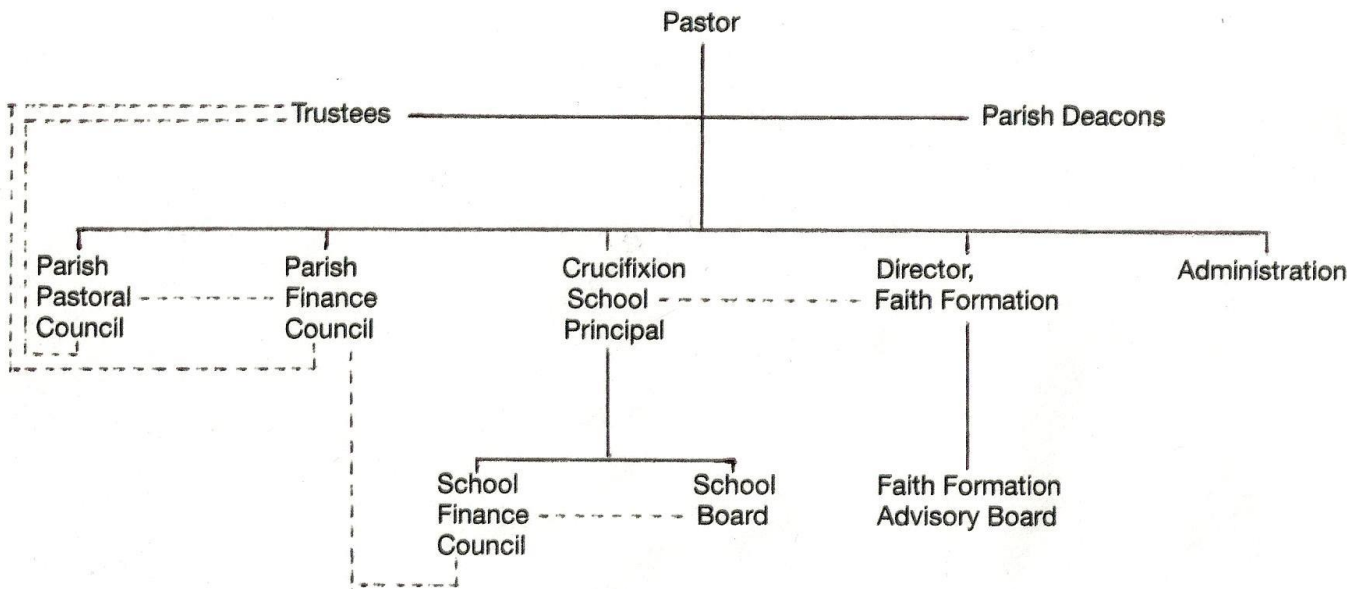 Pastor
Trustees
Parish Deacons
Parish
Pastoral
Council
Parish
Finance
Council
Crucifixion
School
Principal
Director,
Faith Formation
Administration
School
Finance
Council
School
Board
Faith Formation
Advisory Board